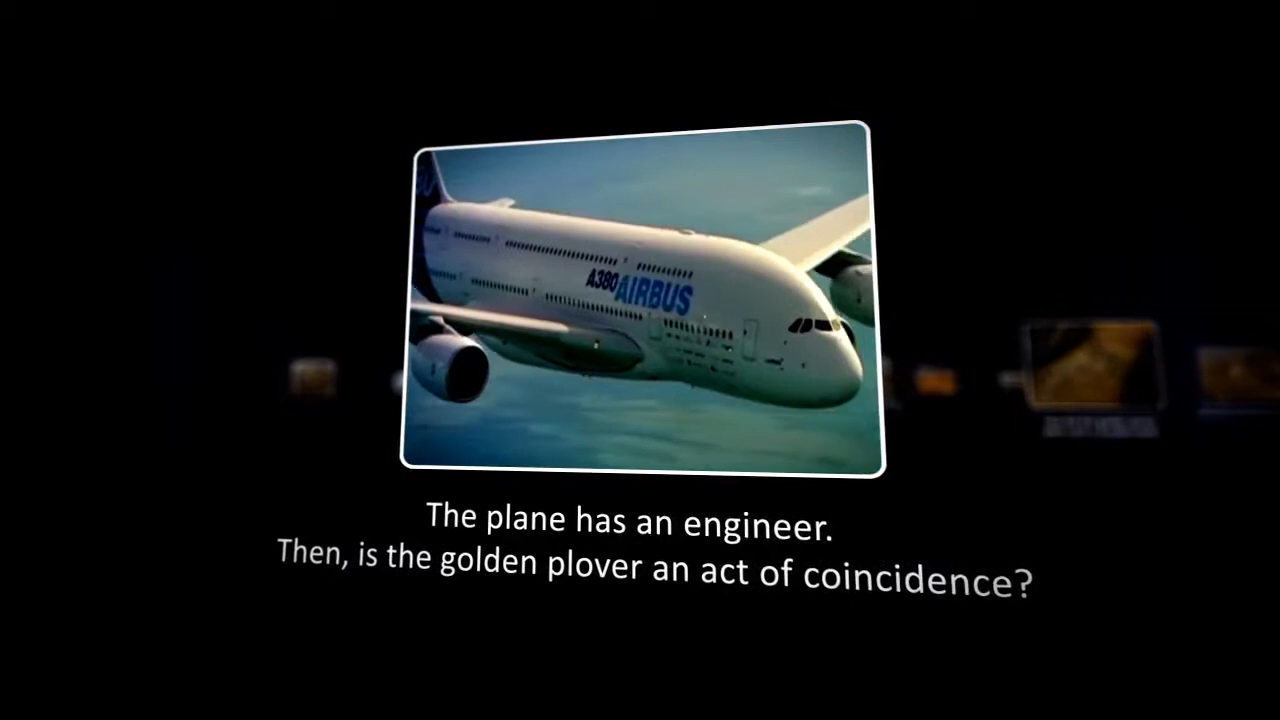 A380 AIRBUS
The plane has an engineer.
Then, is the golden plover an act of coincidence?